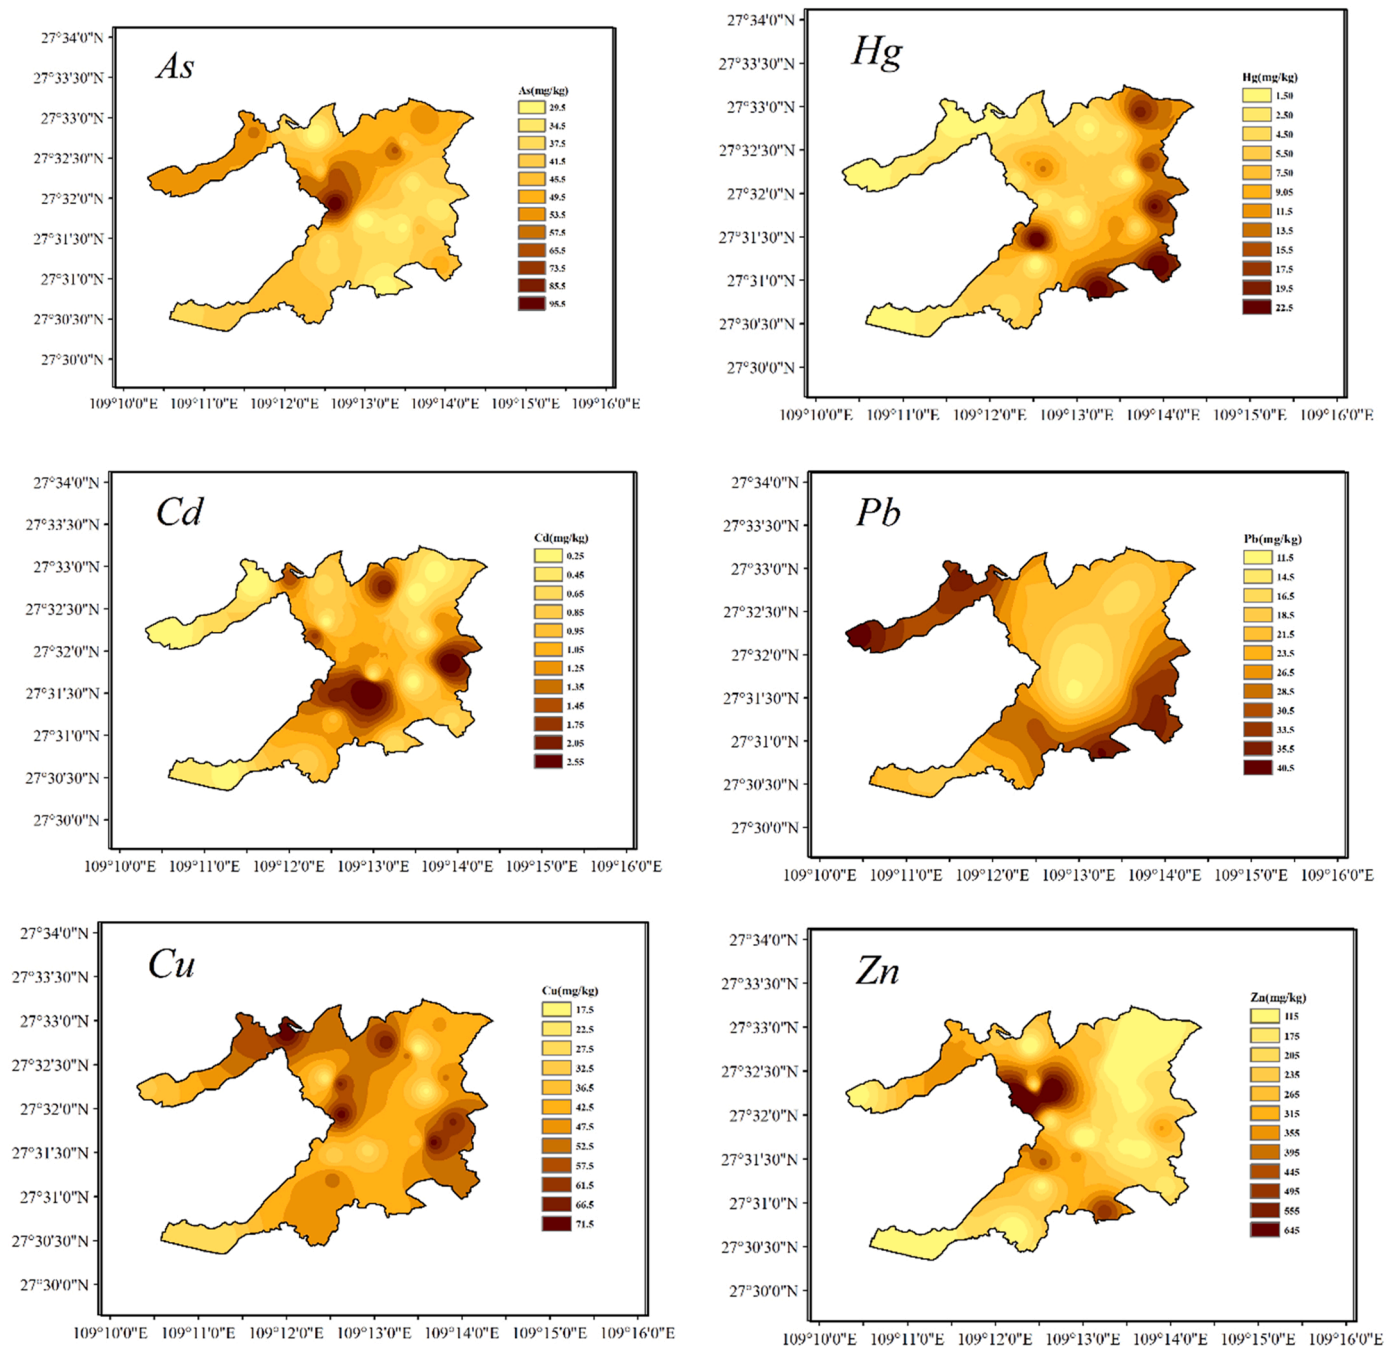 As
27°34'0"N
27°33'30"N
27°33'0"N
27°32'30"N
27°32'0"N
27°31'30"N
27°31'0"N
27°30'30"N
27°30'0"N
As(mg/kg)
29.5
34.5
37.5
41.5
45.5
49.5
53.5
57.5
65.5
73.5
85.5
95.5
109°10'0"E 109°11'0"E 109°12'0"E 109°13'0"E 109°14'0"E 109°15'0"E 109°16'0"E
Hg
27°34'0"N
27°33'30"N
27°33'0"N
27°32'30"N
27°32'0"N
27°31'30"N
27°31'0"N
27°30'30"N
27°30'0"N
Hg(mg/kg)
1.50
2.50
4.50
5.50
7.50
9.05
11.5
13.5
15.5
17.5
19.5
22.5
109°10'0"E 109°11'0"E 109°12'0"E 109°13'0"E 109°14'0"E 109°15'0"E 109°16'0"E
Cd
27°34'0"N
27°33'30"N
27°33'0"N
27°32'30"N
27°32'0"N
27°31'30"N
27°31'0"N
27°30'30"N
27°30'0"N
Cd(mg/kg)
0.25
0.45
0.65
0.85
0.95
1.05
1.25
1.35
1.45
1.75
2.05
2.55
109°10'0"E 109°11'0"E 109°12'0"E 109°13'0"E 109°14'0"E 109°15'0"E 109°16'0"E
Pb
27°34'0"N
27°33'30"N
27°33'0"N
27°32'30"N
27°32'0"N
27°31'30"N
27°31'0"N
27°30'30"N
27°30'0"N
Pb(mg/kg)
11.5
14.5
16.5
18.5
21.5
23.5
26.5
28.5
30.5
33.5
35.5
40.5
109°10'0"E 109°11'0"E 109°12'0"E 109°13'0"E 109°14'0"E 109°15'0"E 109°16'0"E
Cu
27°34'0"N
27°33'30"N
27°33'0"N
27°32'30"N
27°32'0"N
27°31'30"N
27°31'0"N
27°30'30"N
27°30'0"N
Cu(mg/kg)
17.5
22.5
27.5
32.5
36.5
42.5
47.5
52.5
57.5
61.5
66.5
71.5
109°10'0"E 109°11'0"E 109°12'0"E 109°13'0"E 109°14'0"E 109°15'0"E 109°16'0"E
Zn
27°34'0"N
27°33'30"N
27°33'0"N
27°32'30"N
27°32'0"N
27°31'30"N
27°31'0"N
27°30'30"N
27°30'0"N
Zn(mg/kg)
115
175
205
235
265
315
355
395
445
495
555
645
109°10'0"E 109°11'0"E 109°12'0"E 109°13'0"E 109°14'0"E 109°15'0"E 109°16'0"E